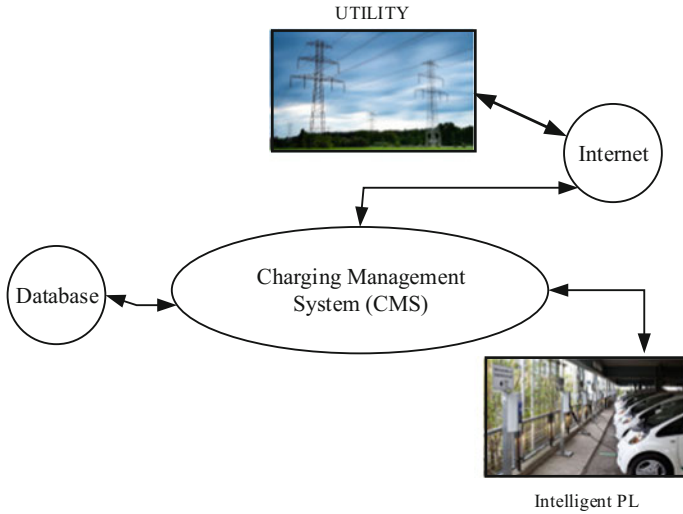 UTILITY
Internet
Charging Management
System (CMS)
Database
Intelligent PL